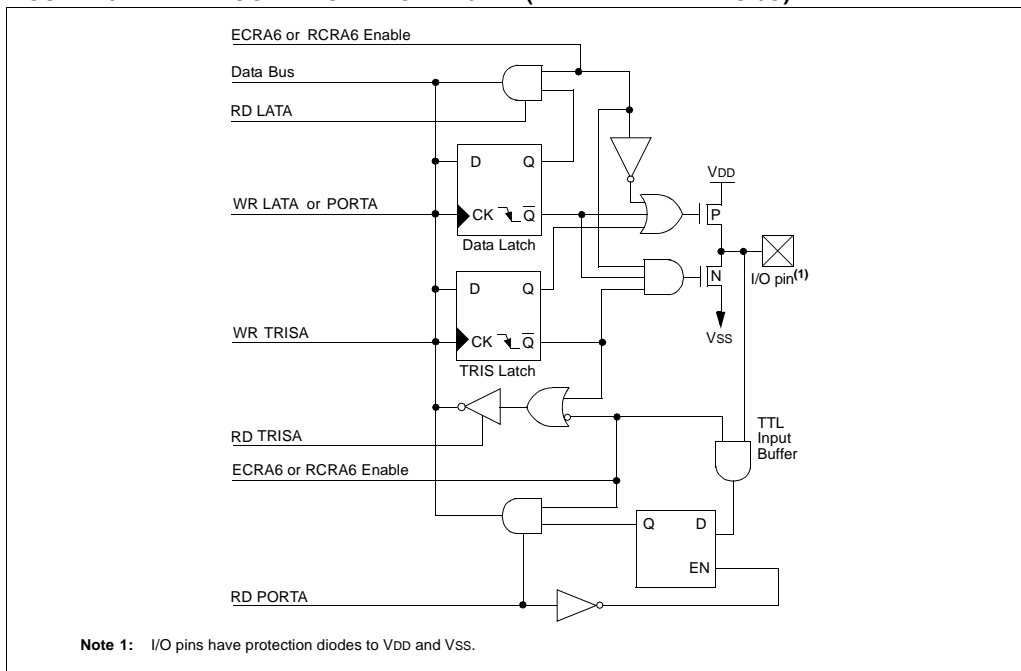 ECRA6 or RCRA6 Enable
Data Bus
RD LATA
D Q
VDD
WR LATA or PORTA
CK Q
P
Data Latch
I/O pin(1)
D Q
N
WR TRISA
CK Q
VSS
TRIS Latch
TTL
Input
Buffer
RD TRISA
ECRA6 or RCRA6 Enable
Q D
EN
RD PORTA
Note 1: I/O pins have protection diodes to VDD and VSS.